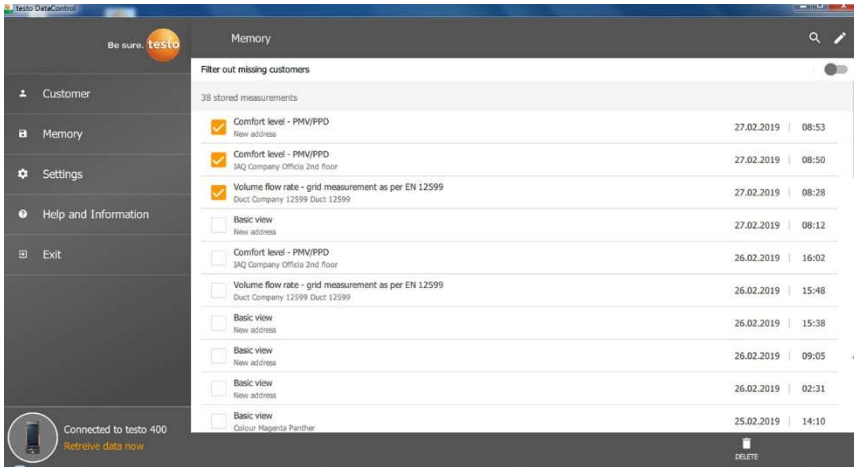 testo DataControl
Be sure. testo
Memory
Customer
Memory
Settings
Help and Information
Exit
Connected to testo 400
Retreive data now
Filter out missing customers
38 stored measurements
Comfort level - PMV/PPD
New address
27.02.2019 | 08:53
Comfort level - PMV/PPD
IAQ Company Officia 2nd floor
27.02.2019 | 08:50
Volume flow rate - grid measurement as per EN 12599
Duct Company 12599 Duct 12599
27.02.2019 | 08:28
Basic view
New address
27.02.2019 | 08:12
Comfort level - PMV/PPD
IAQ Company Officia 2nd floor
26.02.2019 | 16:02
Volume flow rate - grid measurement as per EN 12599
Duct Company 12599 Duct 12599
26.02.2019 | 15:48
Basic view
New address
26.02.2019 | 15:38
Basic view
New address
26.02.2019 | 09:05
Basic view
New address
26.02.2019 | 02:31
Basic view
Colour Magenta Panther
25.02.2019 | 14:10
DELETE